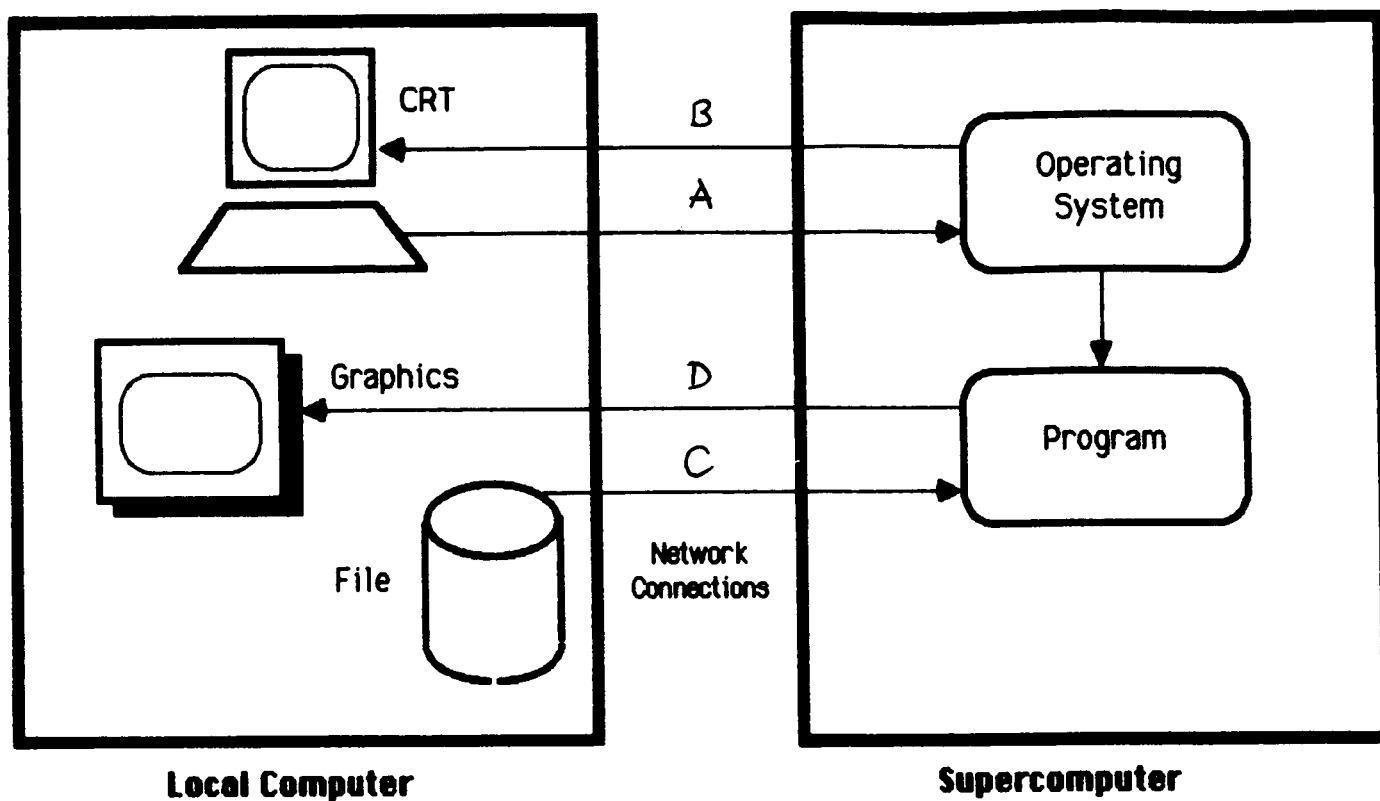 CRT
B
A
Operating
System
Graphics
D
C
Program
File
Network
Connections
Local Computer
Supercomputer